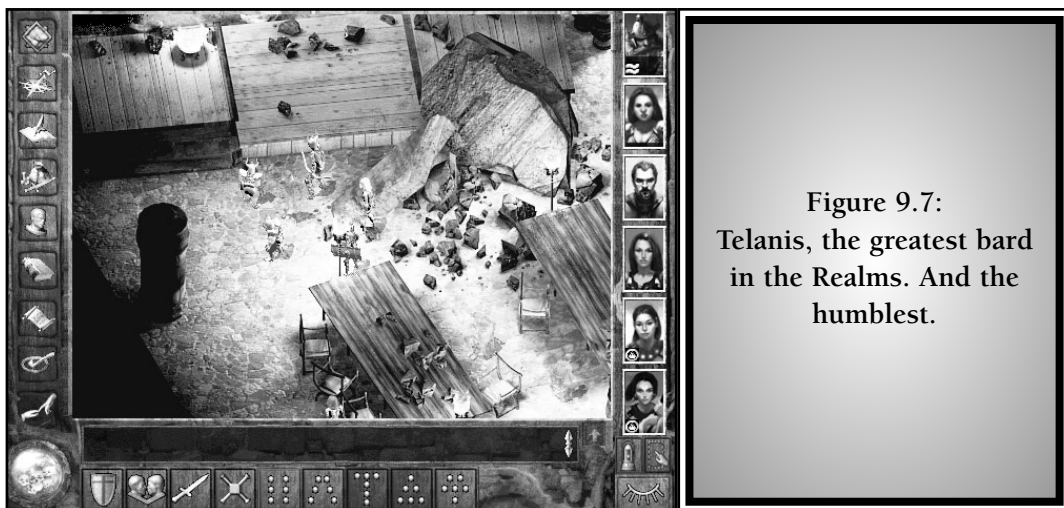 Figure 9.7:
Telanis, the greatest bard
in the Realms. And the
humblest.